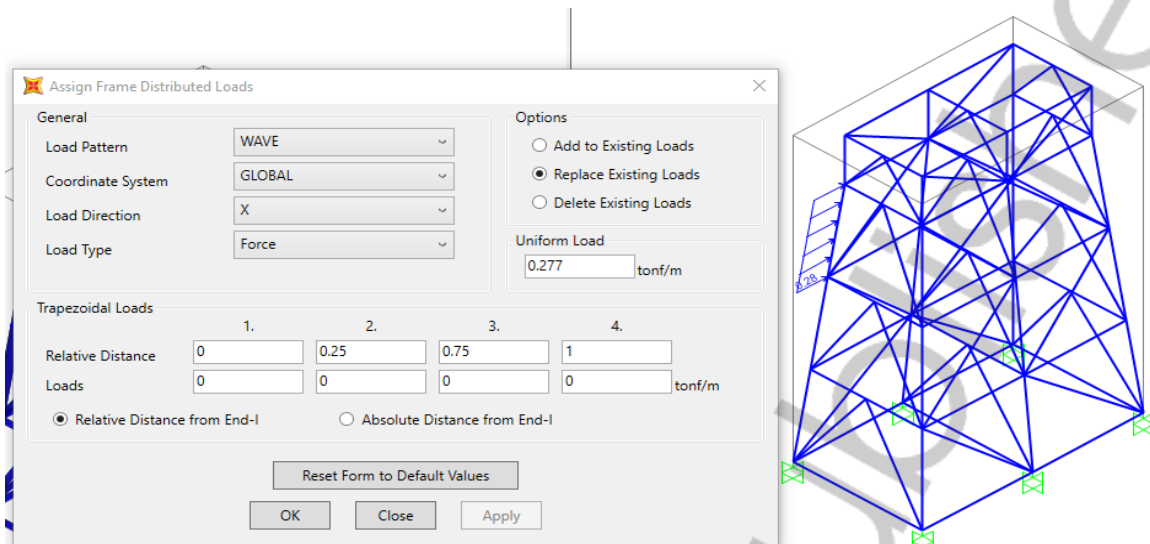 Assign Frame Distributed Loads
General
Load Pattern WAVE
Coordinate System GLOBAL
Load Direction X
Load Type Force
Options
Add to Existing Loads
Replace Existing Loads
Delete Existing Loads
Uniform Load
0.277 tonf/m
Trapezoidal Loads
1. 2. 3. 4.
Relative Distance 0 0.25 0.75 1
Loads 0 0 0 0 tonf/m
Relative Distance from End-I Absolute Distance from End-I
Reset Form to Default Values
OK Close Apply
0.28